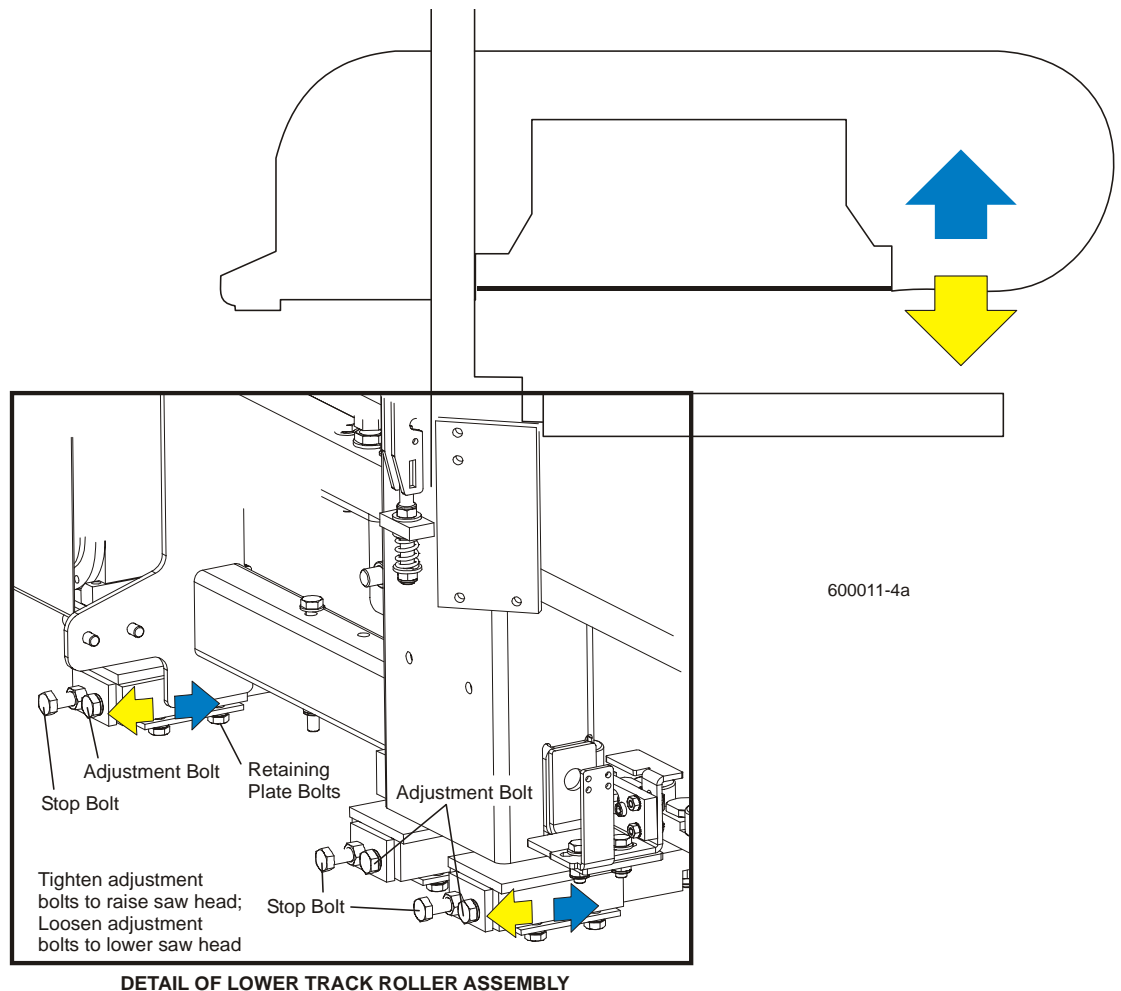 600011-4a
Adjustment Bolt
Retaining
Plate Bolts
Stop Bolt
Adjustment Bolt
Tighten adjustment
bolts to raise saw head;
Loosen adjustment
bolts to lower saw head
Stop Bolt
DETAIL OF LOWER TRACK ROLLER ASSEMBLY